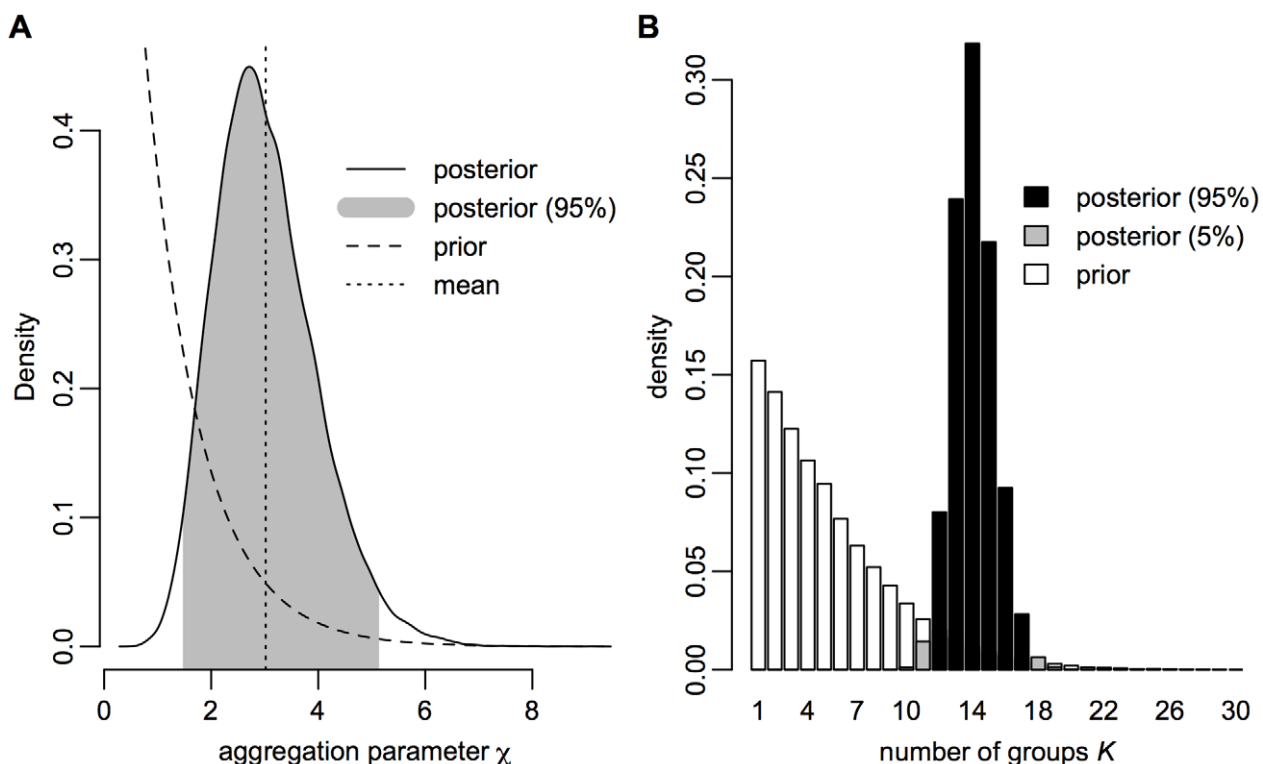 A
Density
0.0
0.1
0.2
0.3
0.4
posterior
posterior (95%)
prior
mean
0 2 4 6 8
aggregation parameter χ
B
density
0.00
0.05
0.10
0.15
0.20
0.25
0.30
posterior (95%)
posterior (5%)
prior
1 4 7 10 14 18 22 26 30
number of groups K